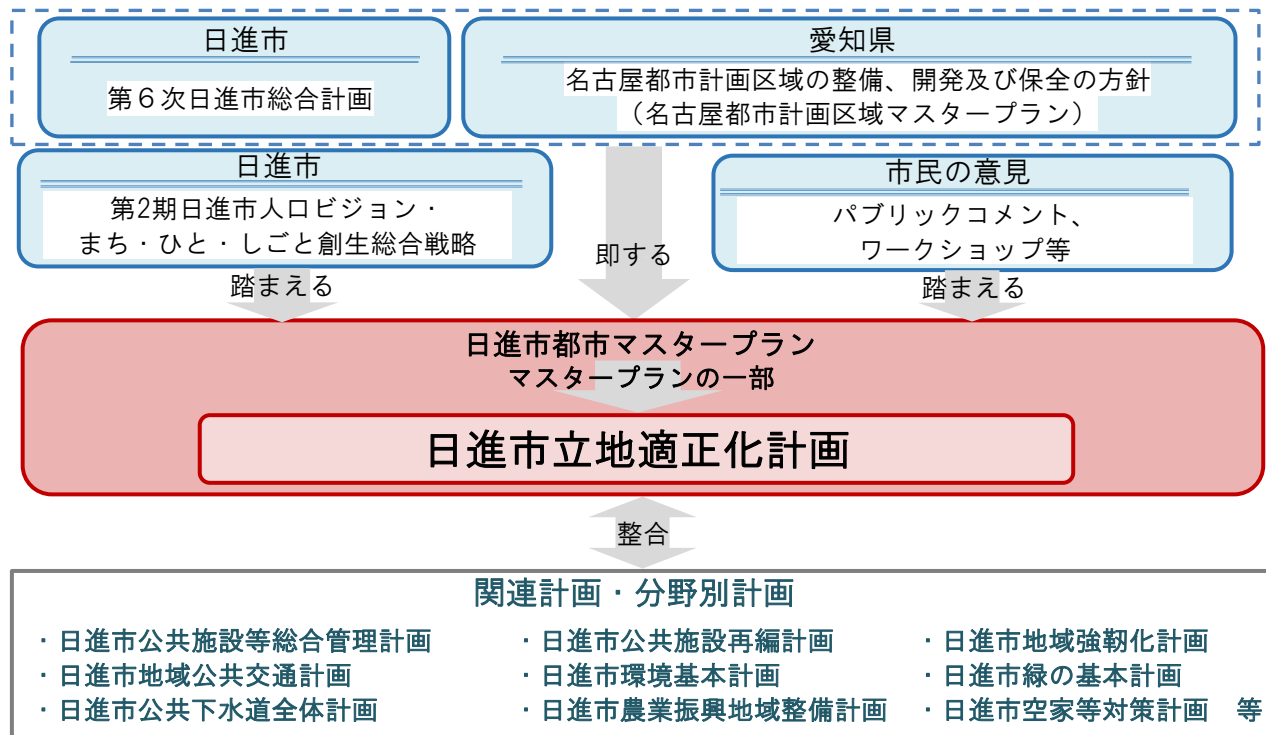 日進市
第6次日進市総合計画
愛知県
名古屋都市計画区域の整備、開発及び保全の方針
（名古屋都市計画区域マスタープラン）
日進市
第2期日進市人口ビジョン・
まち・ひと・しごと創生総合戦略
市民の意見
パブリックコメント、
ワークショップ等
踏まえる
即する
踏まえる
日進市都市マスタープラン
マスタープランの一部
日進市立地適正化計画
整合
関連計画・分野別計画
・日進市公共施設等総合管理計画
・日進市公共施設再編計画
・日進市地域強靭化計画
・日進市地域公共交通計画
・日進市環境基本計画
・日進市緑の基本計画
・日進市公共下水道全体計画
・日進市農業振興地域整備計画
・日進市空家等対策計画　等